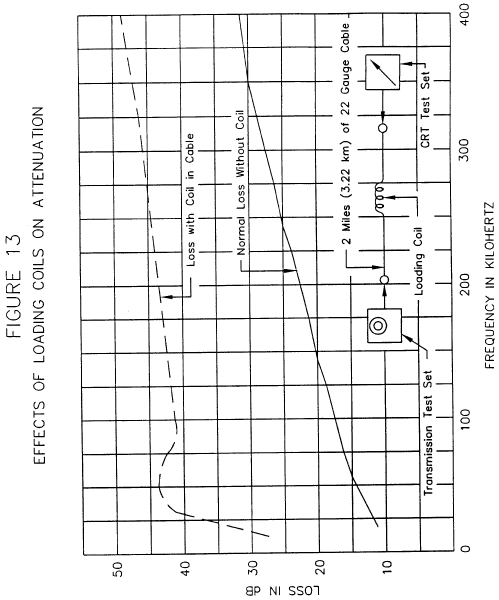 FIGURE 13
EFFECTS OF LOADING COILS ON ATTENUATION
50
40
30
20
10
LOSS IN dB
Loss with Coil in Cable
Normal Loss Without Coil
2 Miles (3.22 km) of 22 Gauge Cable
Transmission Test Set
Loading Coil
CRT Test Set
0
100
200
300
400
FREQUENCY IN KILOHERTZ